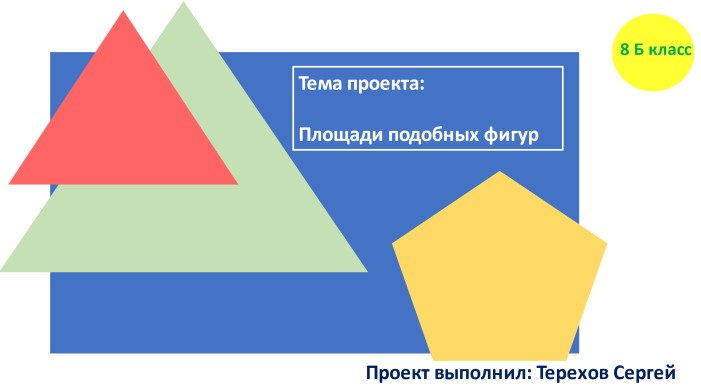 8 Б класс
Тема проекта:
Площади подобных фигур
Проект выполнил: Терехов Сергей